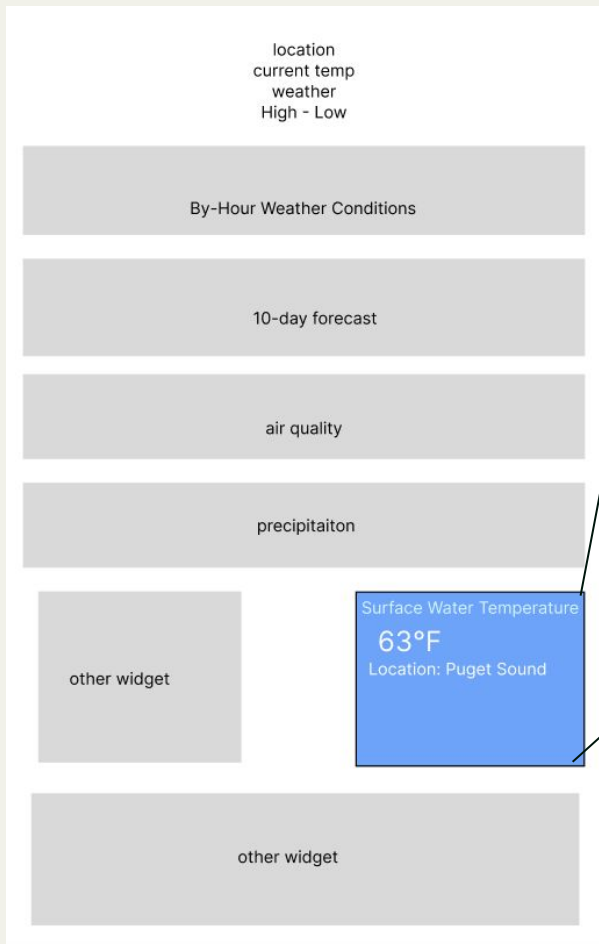 location
current temp
weather
High - Low
By-Hour Weather Conditions
10-day forecast
air quality
precipitaiton
other widget
Surface Water Temperature
63°F
Location: Puget Sound
other widget